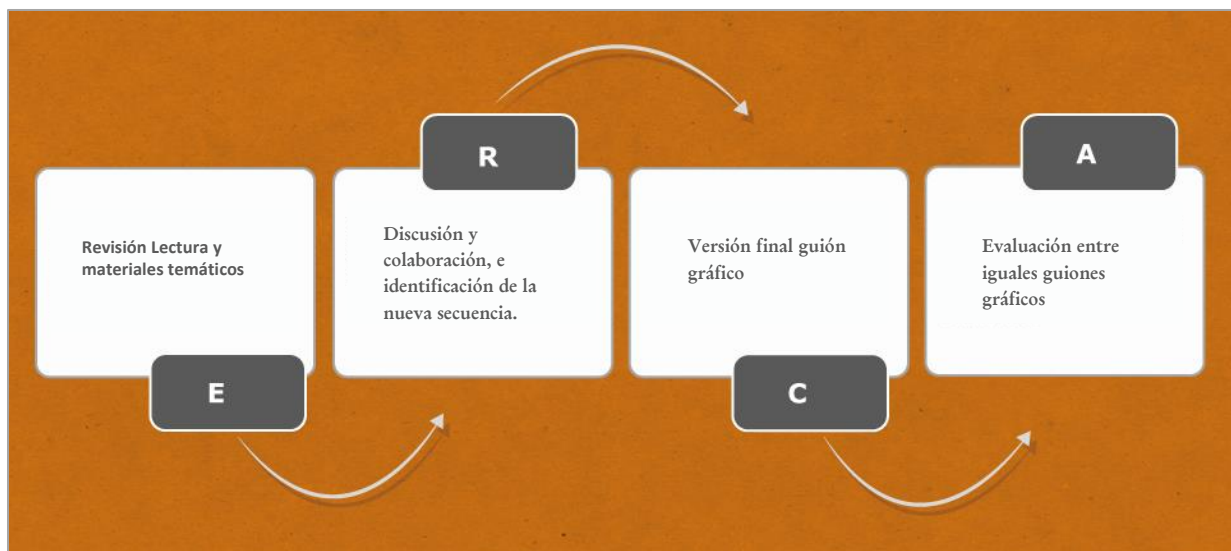 Revisión Lectura y
materiales temáticos
E
R
Discusión y
colaboración, e
identificación de la
nueva secuencia.
Versión final guión
gráfico
C
A
Evaluación entre
iguales guiones
gráficos